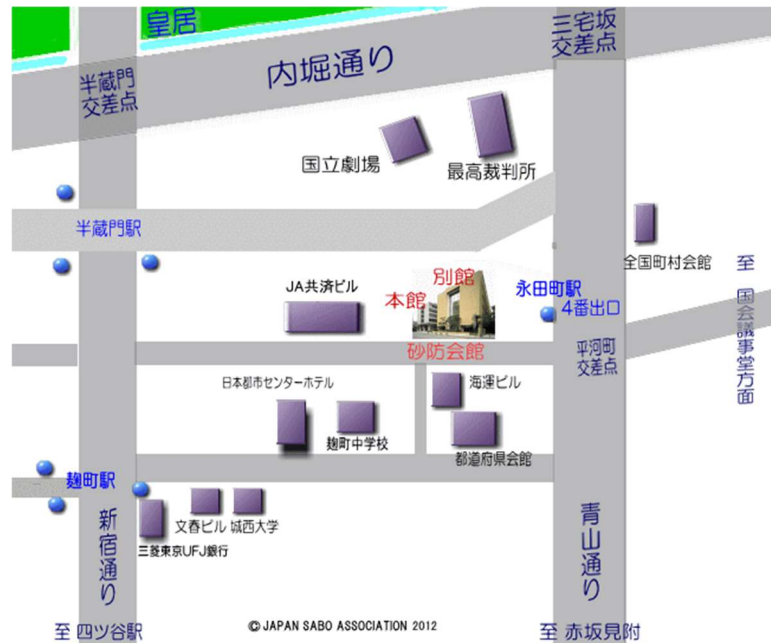 皇居
三宅坂
交差点
内堀通り
半蔵門
交差点
国立劇場
最高裁判所
半蔵門駅
全国町村会館
別館
本館
JA共済ビル
永田町駅
4番出口
至 国会議事堂方面
砂防会館
平河町
交差点
日本都市センターホテル
海運ビル
麹町中学校
都道府県会館
麹町駅
文春ビル
城西大学
三菱東京UFJ銀行
新宿通り
青山通り
至 四ツ谷駅
© JAPAN SABO ASSOCIATION 2012
至 赤坂見附